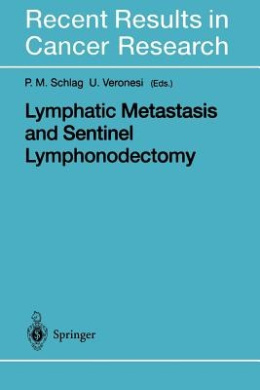 Recent Results in
Cancer Research
P. M. Schlag  U. Veronesi (Eds.)
Lymphatic Metastasis
and Sentinel
Lymphonodectomy
Springer